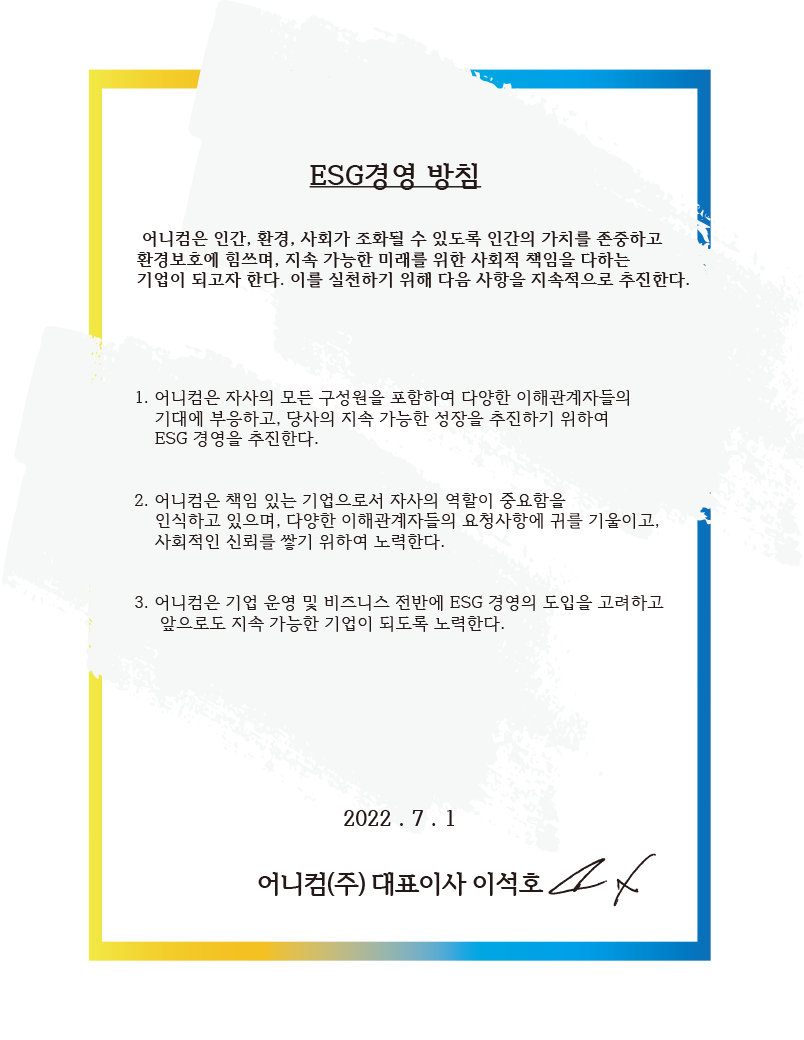 ESG경영 방침
어니컴은 인간, 환경, 사회가 조화될 수 있도록 인간의 가치를 존중하고
환경보호에 힘쓰며, 지속 가능한 미래를 위한 사회적 책임을 다하는
기업이 되고자 한다. 이를 실천하기 위해 다음 사항을 지속적으로 추진한다.
1. 어니컴은 자사의 모든 구성원을 포함하여 다양한 이해관계자들의
기대에 부응하고, 당사의 지속 가능한 성장을 추진하기 위하여
ESG 경영을 추진한다.
2. 어니컴은 책임 있는 기업으로서 자사의 역할이 중요함을
인식하고 있으며, 다양한 이해관계자들의 요청사항에 귀를 기울이고,
사회적인 신뢰를 쌓기 위하여 노력한다.
3. 어니컴은 기업 운영 및 비즈니스 전반에 ESG 경영의 도입을 고려하고
앞으로도 지속 가능한 기업이 되도록 노력한다.
2022 . 7 . 1
어니컴(주) 대표이사 이석호